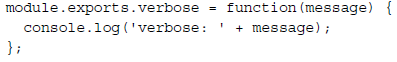 module.exports.verbose = function(message) {
  console.log('verbose: ' + message);
};